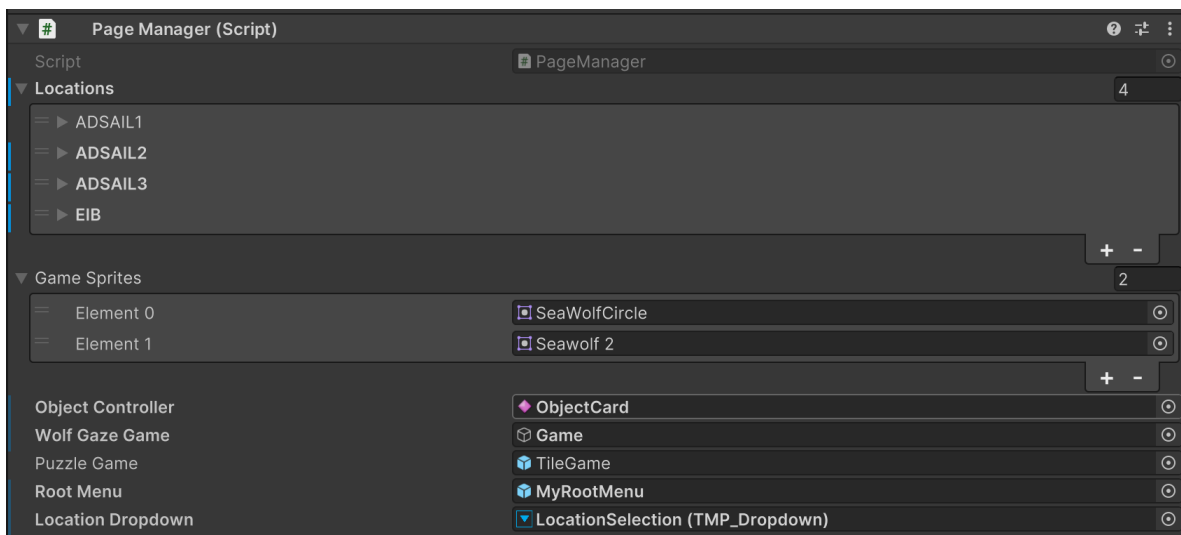 Page Manager (Script)
Script PageManager
Locations 4
ADSAIL1
ADSAIL2
ADSAIL3
EIB
+ -
Game Sprites 2
Element 0 SeaWolfCircle
Element 1 Seawolf 2
+ -
Object Controller ObjectCard
Wolf Gaze Game Game
Puzzle Game TileGame
Root Menu MyRootMenu
Location Dropdown LocationSelection (TMP_Dropdown)